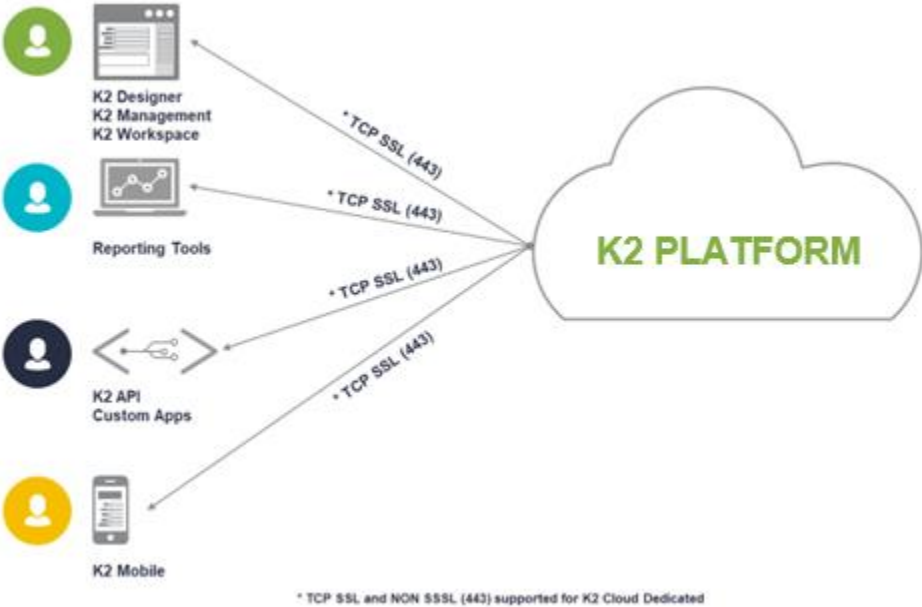 K2 Designer
K2 Management
K2 Workspace
* TCP SSL (443)
Reporting Tools
* TCP SSL (443)
K2 PLATFORM
K2 API
Custom Apps
* TCP SSL (443)
K2 Mobile
* TCP SSL (443)
* TCP SSL and NON SSSL (443) supported for K2 Cloud Dedicated